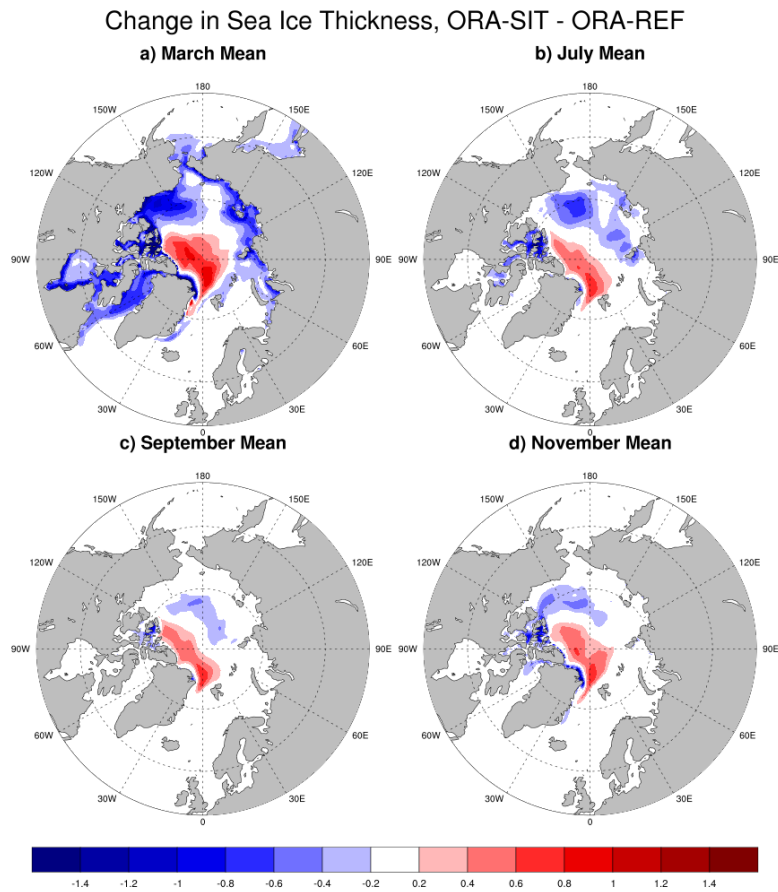 Change in Sea Ice Thickness, ORA-SIT - ORA-REF
a) March Mean
b) July Mean
180
180
150W
150E
150W
150E
120W
120E
120W
120E
90W
90E
90W
90E
60W
60E
60W
60E
30W
30E
30W
30E
0
0
c) September Mean
d) November Mean
180
180
150W
150E
150W
150E
120W
120E
120W
120E
90W
90E
90W
90E
60W
60E
60W
60E
30W
30E
30W
30E
0
0
-1.4 -1.2 -1 -0.8 -0.6 -0.4 -0.2 0.2 0.4 0.6 0.8 1 1.2 1.4